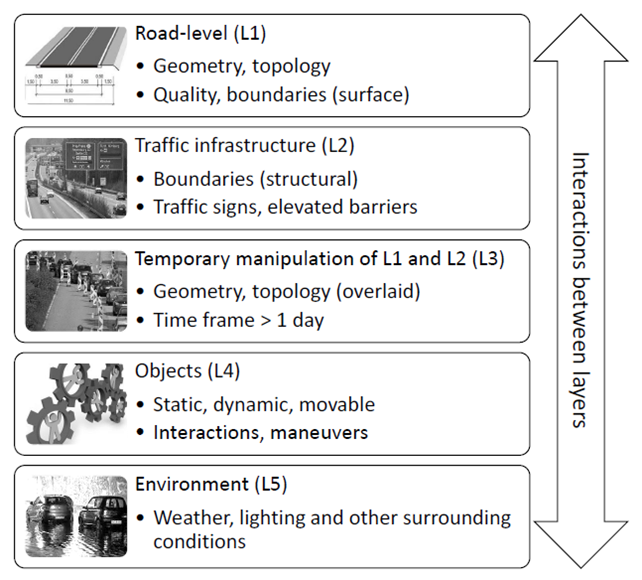 Road-level (L1)
• Geometry, topology
• Quality, boundaries (surface)
Traffic infrastructure (L2)
• Boundaries (structural)
• Traffic signs, elevated barriers
Temporary manipulation of L1 and L2 (L3)
• Geometry, topology (overlaid)
• Time frame > 1 day
Objects (L4)
• Static, dynamic, movable
• Interactions, maneuvers
Environment (L5)
• Weather, lighting and other surrounding
conditions
Interactions between layers